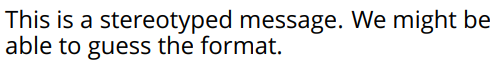 This is a stereotyped message. We might be
able to guess the format.